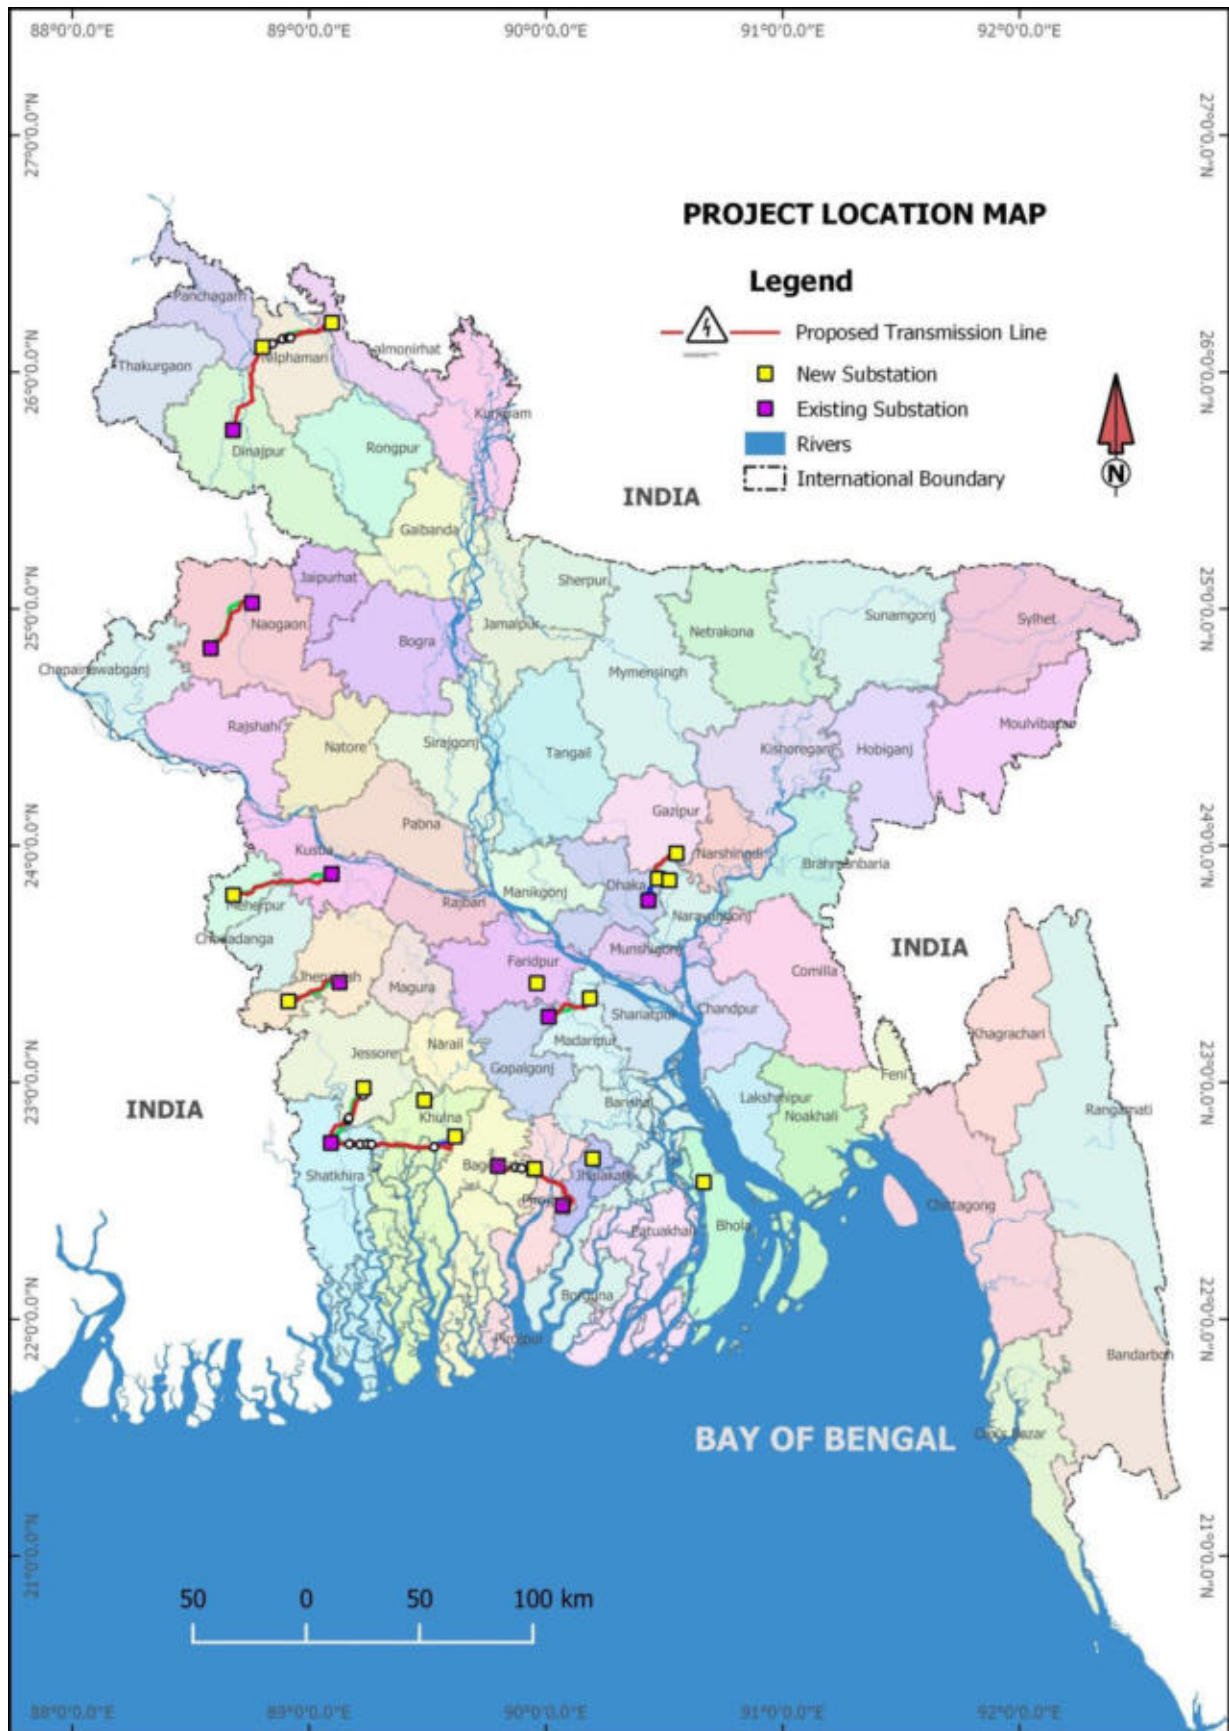 88°0'0.0"E 89°0'0.0"E 90°0'0.0"E 91°0'0.0"E 92°0'0.0"E
27°0'0.0"N
27°0'0.0"N
PROJECT LOCATION MAP
Legend
Proposed Transmission Line
New Substation
Existing Substation
Rivers
International Boundary
N
INDIA
26°0'0.0"N
26°0'0.0"N
Panchagarh
Thakurgaon
Nilphamari
almonirhat
Kurigram
Dinajpur
Rongpur
Gaibanda
25°0'0.0"N
25°0'0.0"N
Jaipurhat
Sherpur
Naogaon
Bogra
Jamalpur
Netrakona
Sunamgonj
Sylhet
Chapainawabganj
Mymensingh
Rajshahi
Natore
Sirajgonj
Tangail
Kishoreganj
Hobiganj
Moulvibazar
24°0'0.0"N
24°0'0.0"N
Pabna
Gazipur
Kustia
Narshingdi
Brahmanbaria
Meherpur
Rajbari
Manikgonj
Dhaka
Narayangonj
Chuadanga
Munshigonj
INDIA
Jhenaidah
Magura
Faridpur
Comilla
Shariatpur
Chandpur
Khagrachari
Madaripur
Jessore
Narail
Gopalgonj
23°0'0.0"N
23°0'0.0"N
INDIA
Khulna
Barishal
Lakshmipur
Noakhali
Feni
Rangamati
Shatkhira
Jhalakathi
Patuakhali
Bhola
Chittagong
22°0'0.0"N
22°0'0.0"N
Borguna
Pirojpur
Bandarbon
BAY OF BENGAL
Cox's Bazar
21°0'0.0"N
21°0'0.0"N
50 0 50 100 km
88°0'0.0"E 89°0'0.0"E 90°0'0.0"E 91°0'0.0"E 92°0'0.0"E